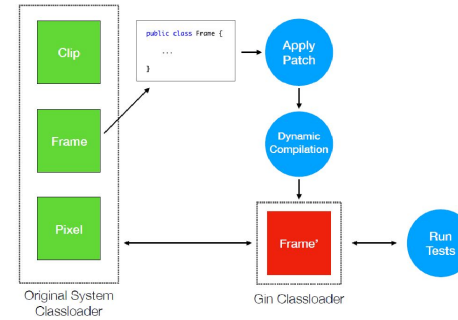 Clip
Frame
Pixel
Original System
Classloader
public class Frame {
...
}
Apply
Patch
Dynamic
Compilation
Frame'
Gin Classloader
Run
Tests